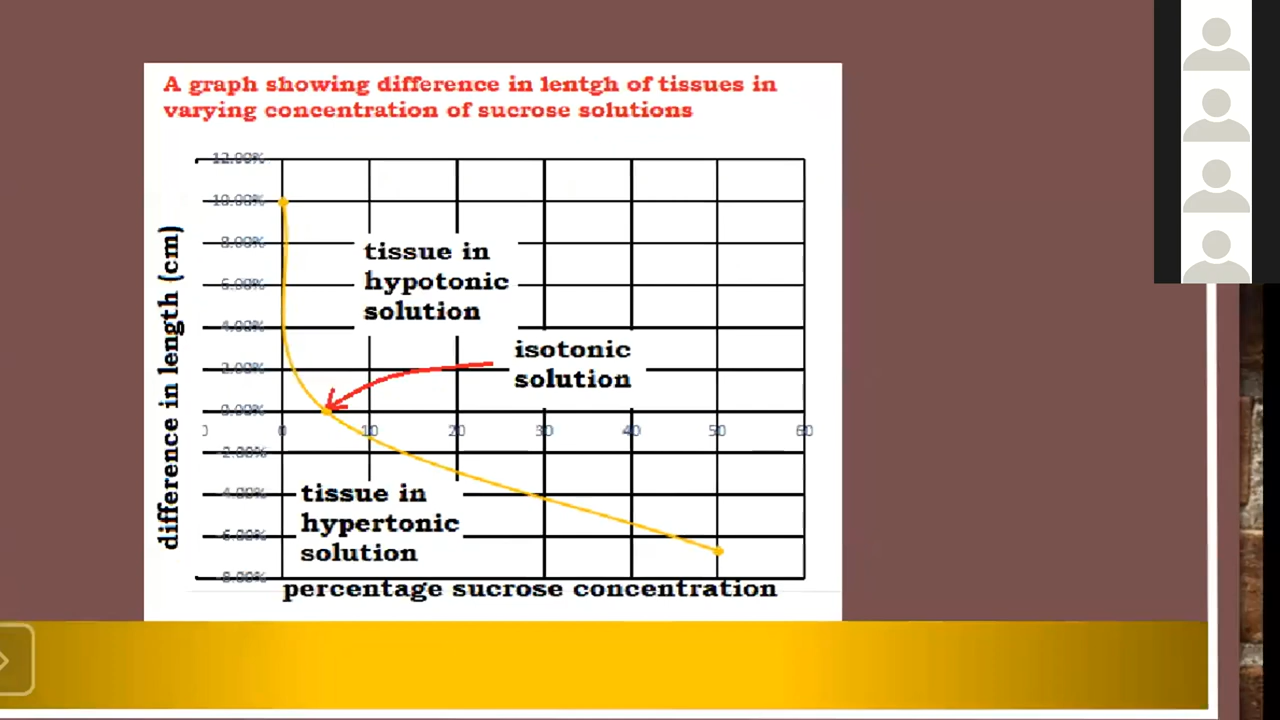 A graph showing difference in lentgh of tissues in
varying concentration of sucrose solutions
12.00%
10.00%
8.00%
6.00%
4.00%
2.00%
0.00%
-2.00%
-4.00%
-6.00%
-8.00%
difference in length (cm)
tissue in
hypotonic
solution
isotonic
solution
0 10 20 30 40 50 60
tissue in
hypertonic
solution
percentage sucrose concentration